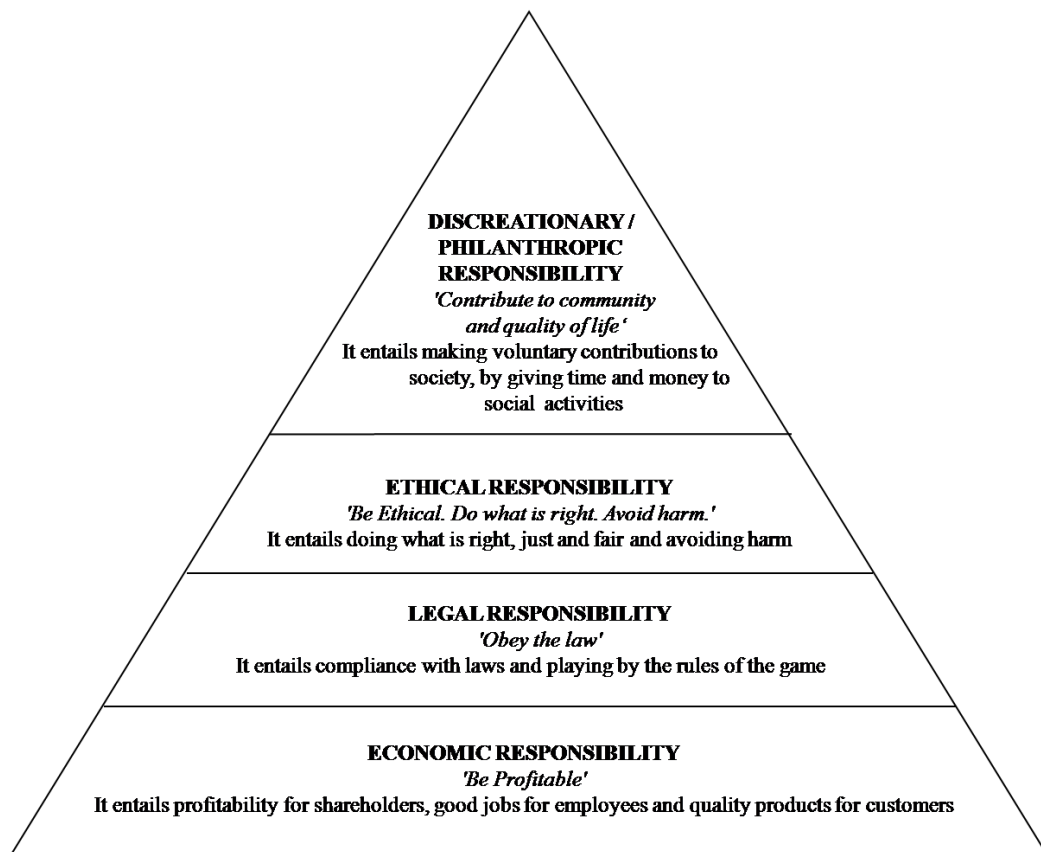 DISCREATIONARY /
PHILANTHROPIC
RESPONSIBILITY
'Contribute to community
and quality of life‘
It entails making voluntary contributions to
society, by giving time and money to
social activities
ETHICAL RESPONSIBILITY
'Be Ethical. Do what is right. Avoid harm.'
It entails doing what is right, just and fair and avoiding harm
LEGAL RESPONSIBILITY
'Obey the law'
It entails compliance with laws and playing by the rules of the game
ECONOMIC RESPONSIBILITY
'Be Profitable'
It entails profitability for shareholders, good jobs for employees and quality products for customers